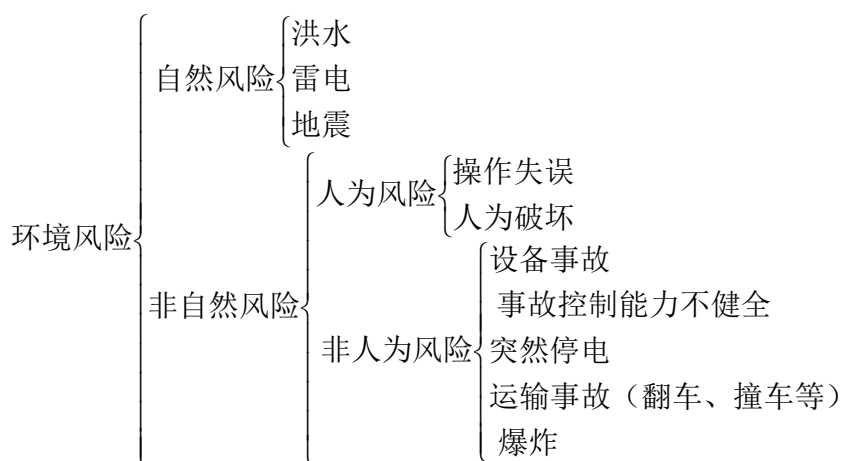 环境风险
自然风险
洪水
雷电
地震
非自然风险
人为风险
操作失误
人为破坏
非人为风险
设备事故
事故控制能力不健全
突然停电
运输事故（翻车、撞车等）
爆炸